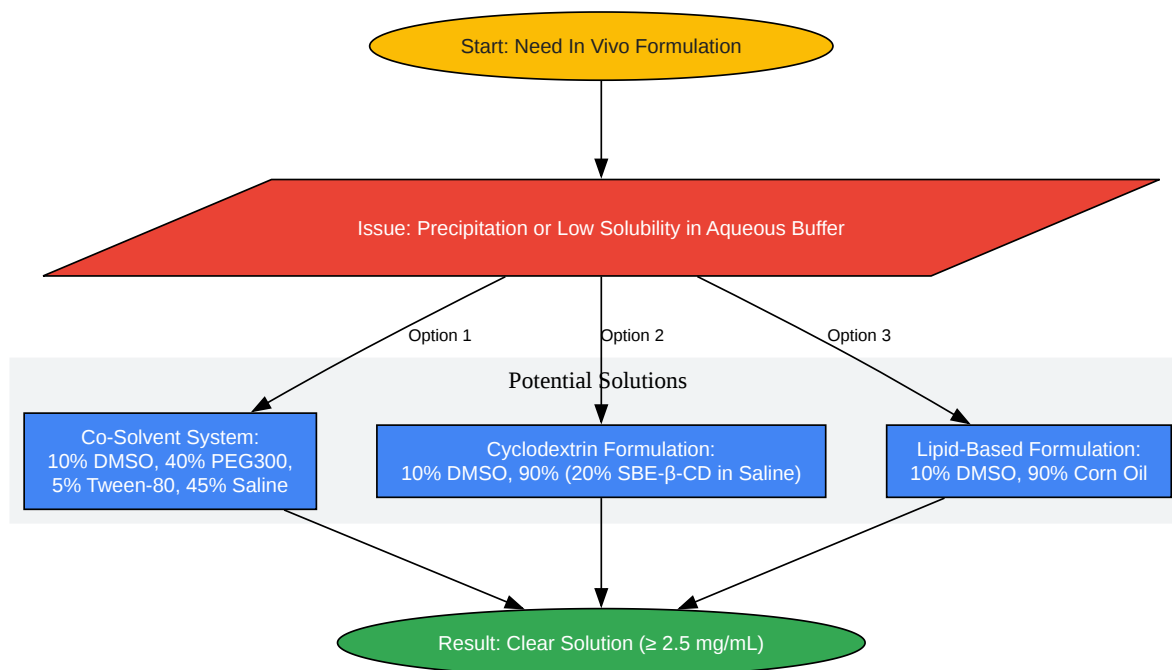 Start: Need In Vivo Formulation
Issue: Precipitation or Low Solubility in Aqueous Buffer
Option 1
Option 2
Option 3
Potential Solutions
Co-Solvent System:
10% DMSO, 40% PEG300,
5% Tween-80, 45% Saline
Cyclodextrin Formulation:
10% DMSO, 90% (20% SBE-β-CD in Saline)
Lipid-Based Formulation:
10% DMSO, 90% Corn Oil
Result: Clear Solution (≥ 2.5 mg/mL)